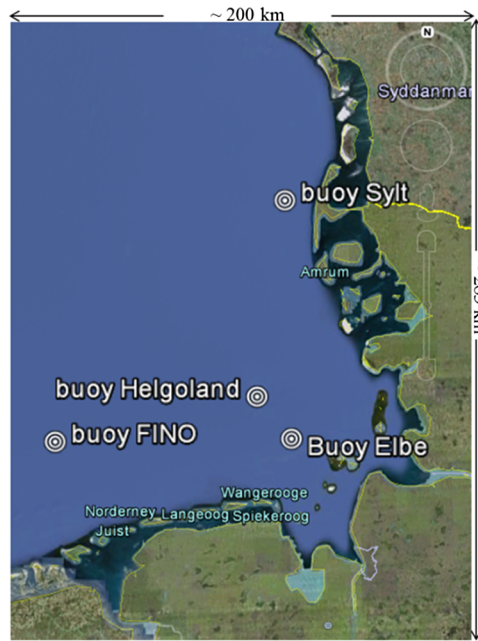 ~ 200 km
N
Syddanmar
buoy Sylt
Amrum
buoy Helgoland
buoy FINO
Buoy Elbe
Wangerooge
Norderney Langeoog Spiekeroog
Juist